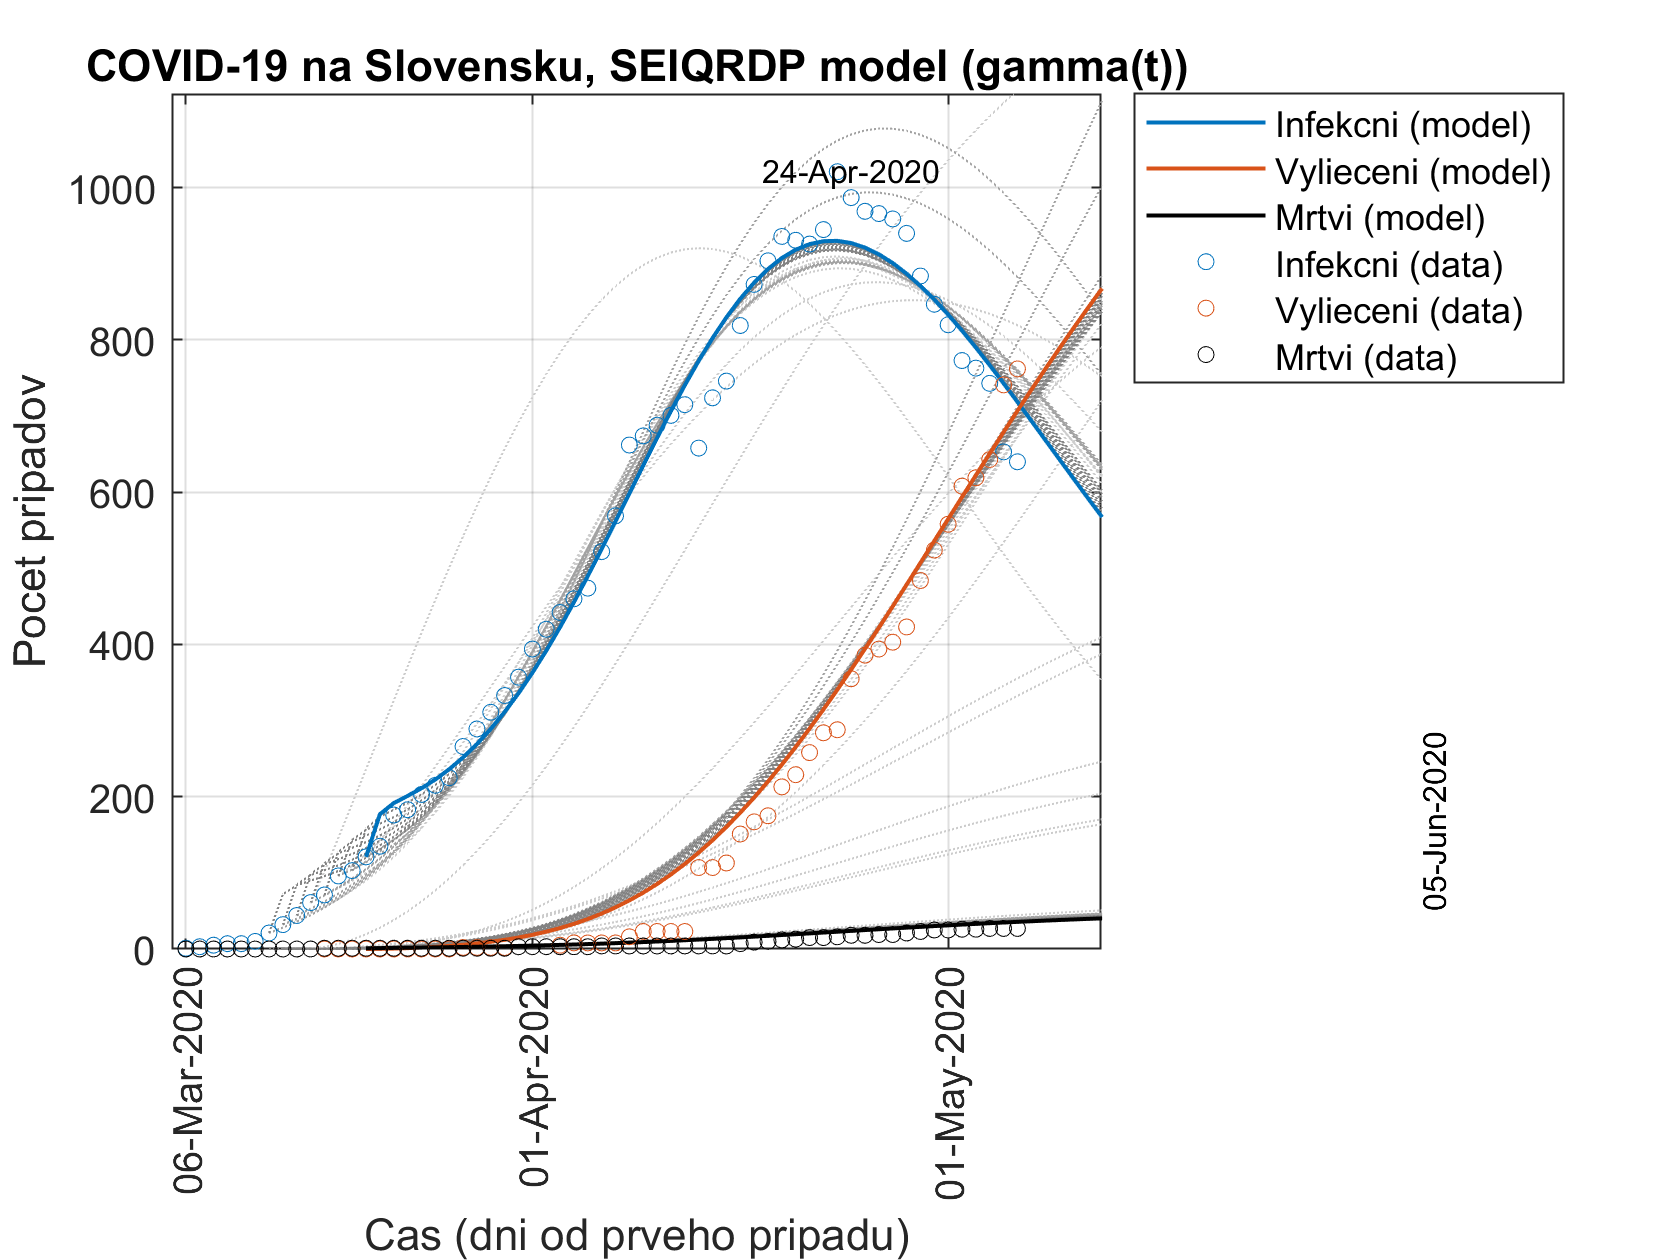 COVID-19 na Slovensku, SEIQRDP model (gamma(t))
Infekcni (model)
Vylieceni (model)
Mrtvi (model)
Infekcni (data)
Vylieceni (data)
Mrtvi (data)
24-Apr-2020
1000
800
600
400
200
0
Pocet pripadov
05-Jun-2020
06-Mar-2020
01-Apr-2020
01-May-2020
Cas (dni od prveho pripadu)